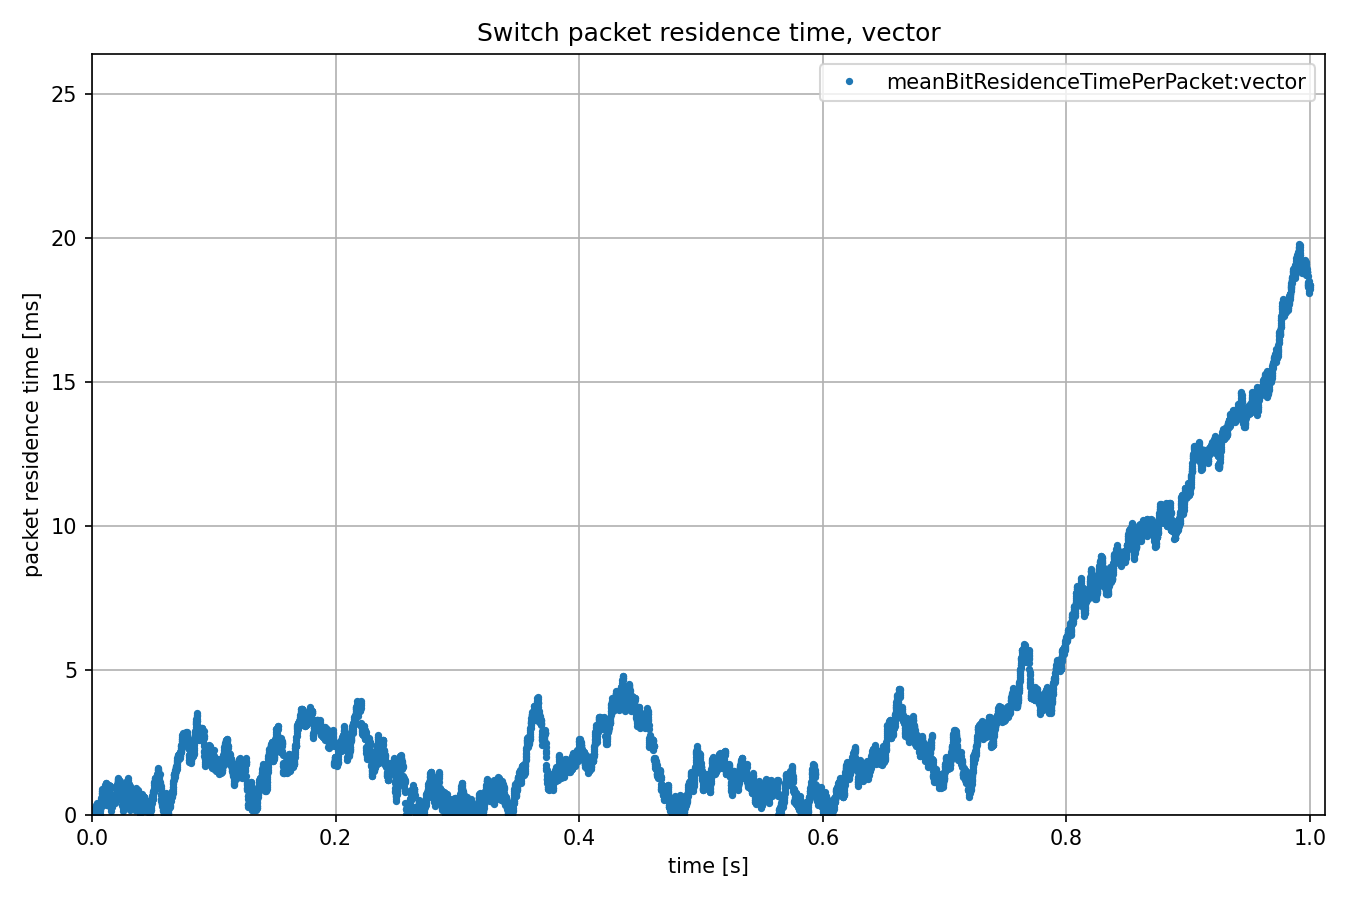 Switch packet residence time, vector
meanBitResidenceTimePerPacket:vector
packet residence time [ms]
25
20
15
10
5
0
0.0 0.2 0.4 0.6 0.8 1.0
time [s]